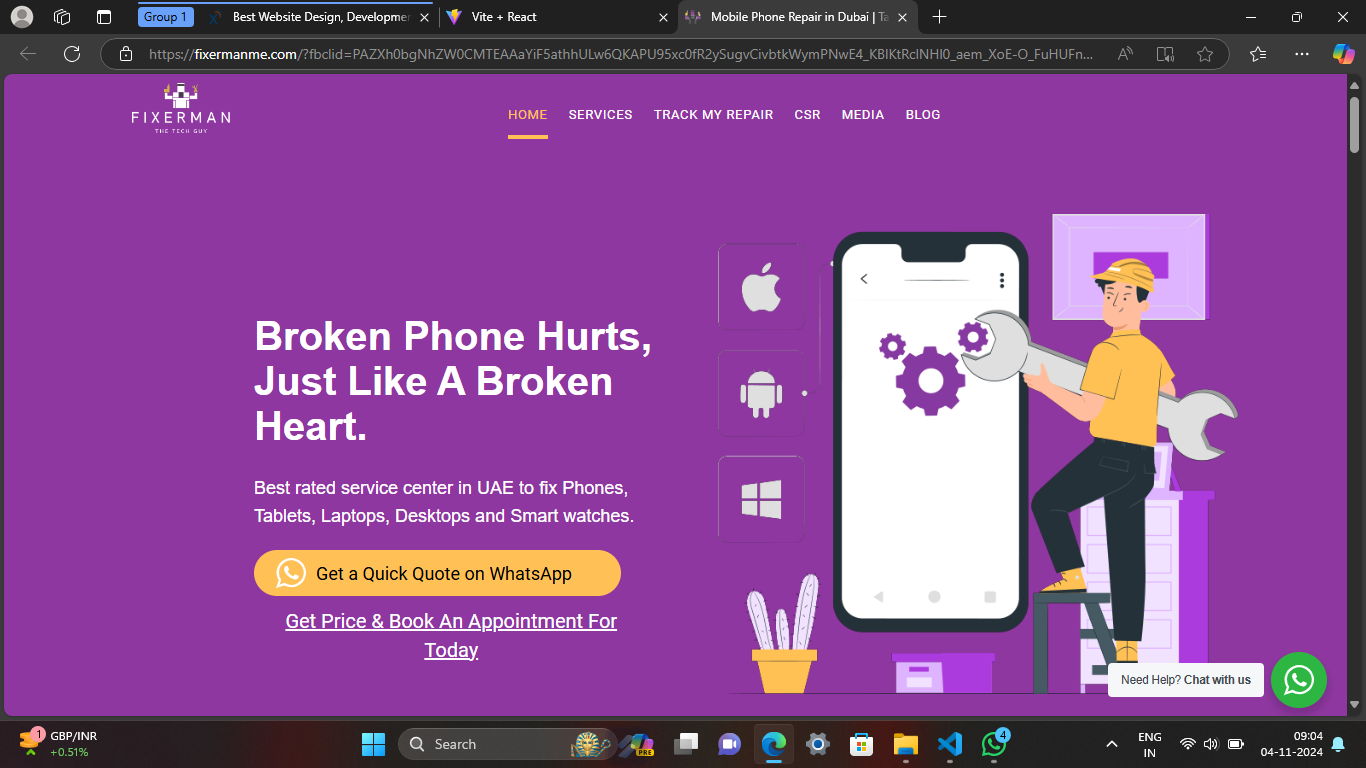 Group 1
Best Website Design, Developmer
Vite + React
Mobile Phone Repair in Dubai | Ta
https://fixermanme.com/?fbclid=PAZXh0bgNhZW0CMTEAAaYiF5athhULw6QKAPU95xc0fR2ySugvCivbtkWymPNwE4_KBlKtRclNHl0_aem_XoE-O_FuHUFn...
FIXERMAN
THE TECH GUY
HOME
SERVICES
TRACK MY REPAIR
CSR
MEDIA
BLOG
Broken Phone Hurts,
Just Like A Broken
Heart.
Best rated service center in UAE to fix Phones,
Tablets, Laptops, Desktops and Smart watches.
Get a Quick Quote on WhatsApp
Get Price & Book An Appointment For
Today
Need Help? Chat with us
1
GBP/INR
+0.51%
Search
PRE
4
ENG
IN
09:04
04-11-2024